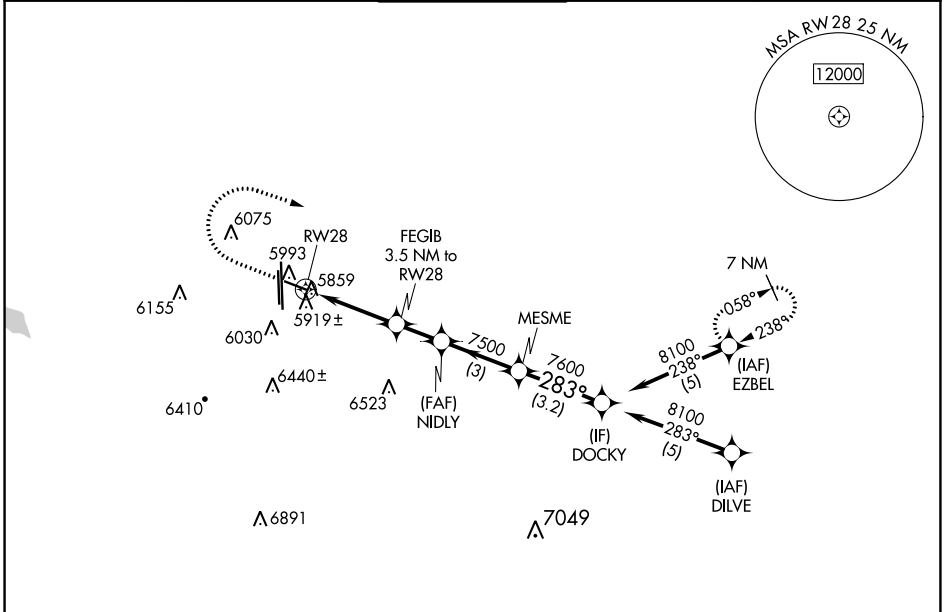 MSA RW 28 25 NM
12000
6075
RW28
FEGIB
3.5 NM to
RW28
5993
5859
7 NM
6155
5919±
058°
MESME
238°
6030
7500
(3)
7600
283°
(3.2)
8100
238°
(5)
(IAF)
EZBEL
6440±
6410
6523
(FAF)
NIDLY
8100
283°
(5)
(IF)
DOCKY
(IAF)
DILVE
6891
7049